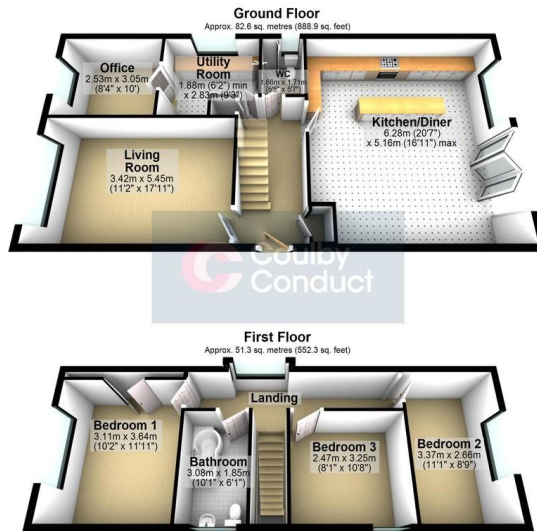 Ground Floor
Approx. 82.6 sq. metres (888.9 sq. feet)
Office
2.53m x 3.05m
(8'4" x 10')
Utility
Room
1.88m (6'2") min
x 2.83m (9'3")
WC
1.66m x 1.71m
(5'5" x 5'7")
Kitchen/Diner
6.28m (20'7")
x 5.16m (16'11") max
Living
Room
3.42m x 5.45m
(11'2" x 17'11")
Coulby
Conduct
First Floor
Approx. 51.3 sq. metres (552.3 sq. feet)
Landing
Bedroom 1
3.11m x 3.64m
(10'2" x 11'11")
Bathroom
3.08m x 1.85m
(10'1" x 6'1")
Bedroom 3
2.47m x 3.25m
(8'1" x 10'8")
Bedroom 2
3.37m x 2.66m
(11'1" x 8'9")